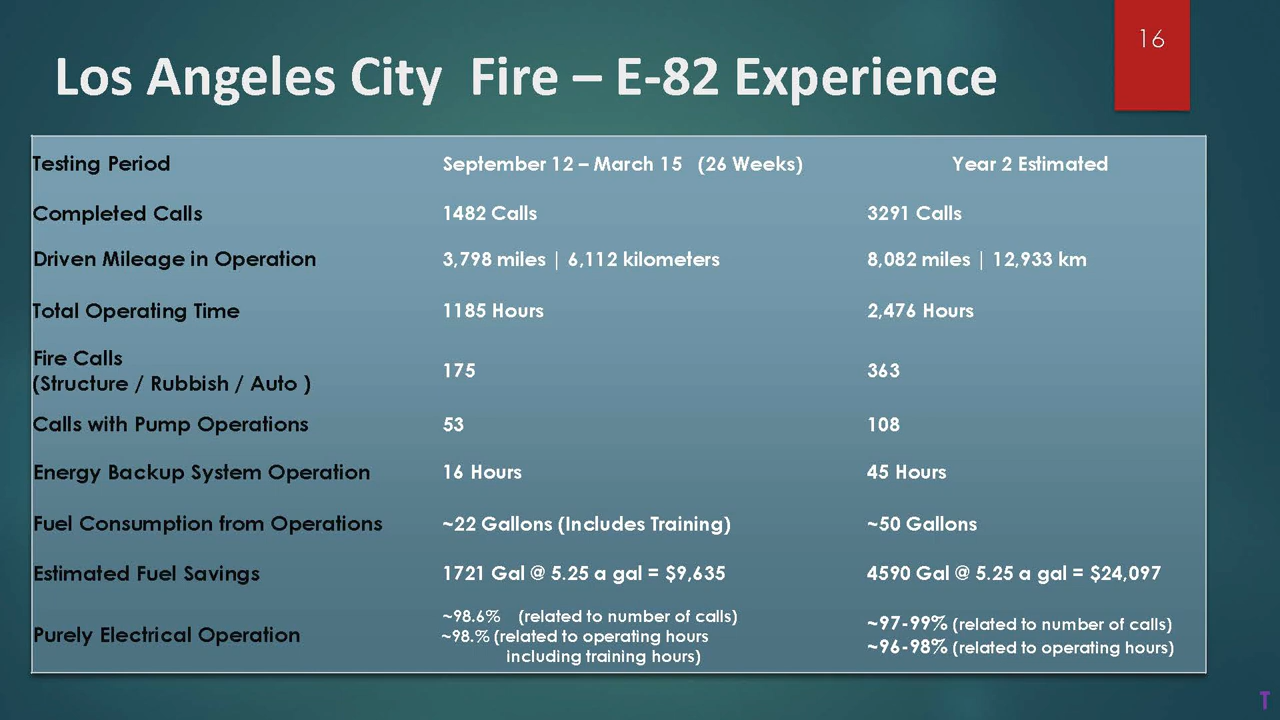 16
Los Angeles City Fire – E-82 Experience
Testing Period September 12 – March 15 (26 Weeks) Year 2 Estimated
Completed Calls 1482 Calls 3291 Calls
Driven Mileage in Operation 3,798 miles | 6,112 kilometers 8,082 miles | 12,933 km
Total Operating Time 1185 Hours 2,476 Hours
Fire Calls
(Structure / Rubbish / Auto ) 175 363
Calls with Pump Operations 53 108
Energy Backup System Operation 16 Hours 45 Hours
Fuel Consumption from Operations ~22 Gallons (Includes Training) ~50 Gallons
Estimated Fuel Savings 1721 Gal @ 5.25 a gal = $9,635 4590 Gal @ 5.25 a gal = $24,097
Purely Electrical Operation
~98.6% (related to number of calls)
~98.% (related to operating hours
including training hours)
~97-99% (related to number of calls)
~96-98% (related to operating hours)
T